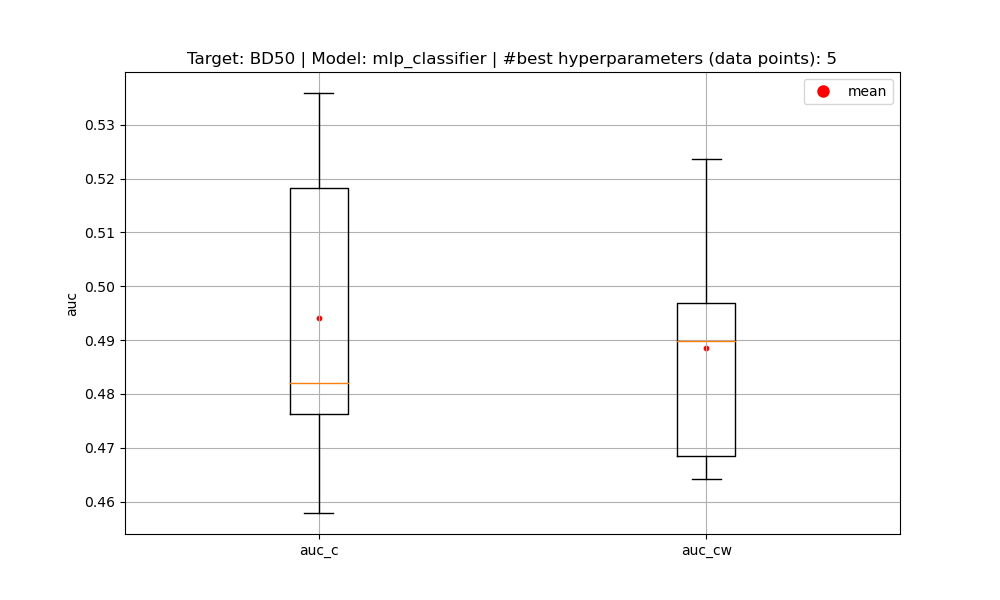 Target: BD50 | Model: mlp_classifier | #best hyperparameters (data points): 5
mean
0.53
0.52
0.51
0.50
0.49
0.48
0.47
0.46
auc
auc_c
auc_cw